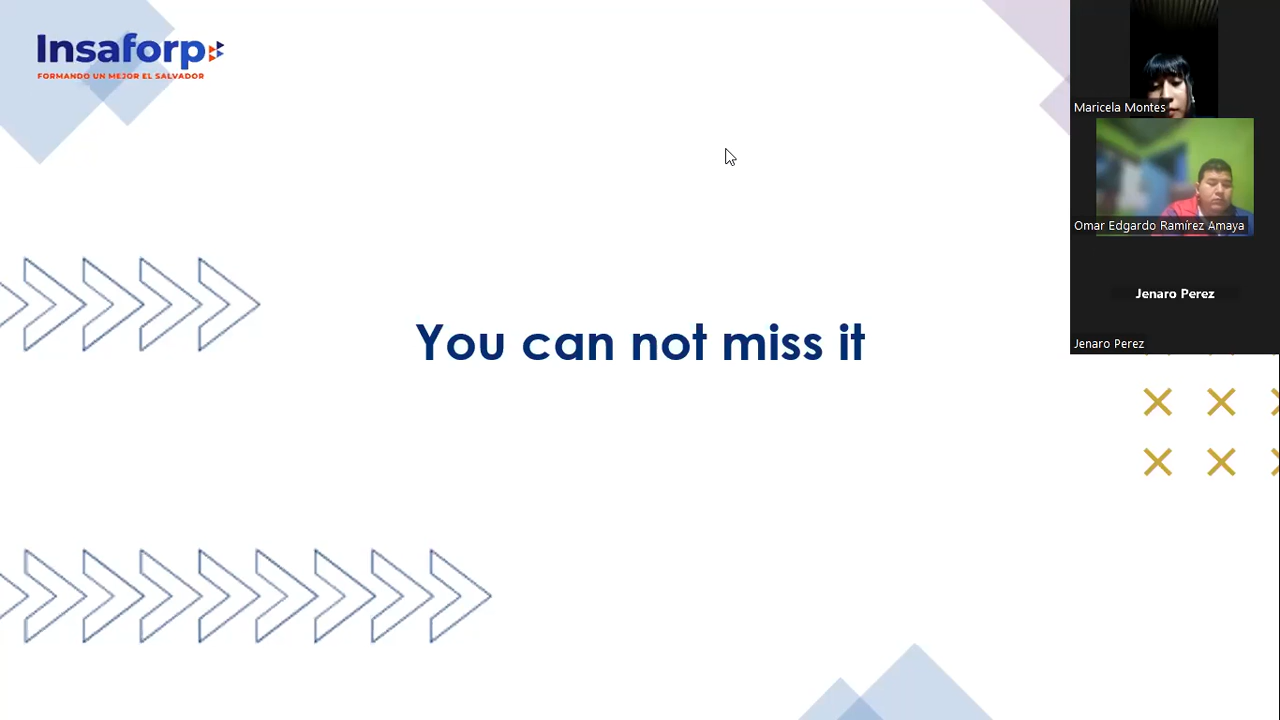 Insaforp
FORMANDO UN MEJOR EL SALVADOR
You can not miss it
Maricela Montes
Omar Edgardo Ramírez Amaya
Jenaro Perez
Jenaro Perez